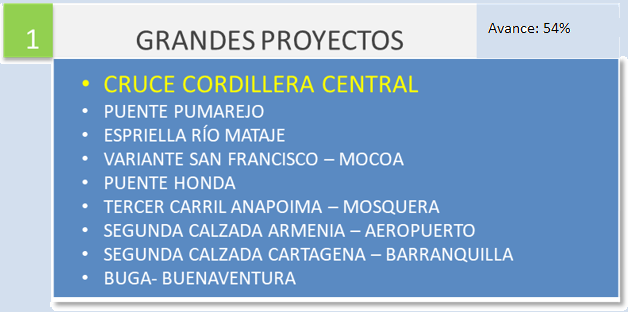 1
GRANDES PROYECTOS
Avance: 54%
• CRUCE CORDILLERA CENTRAL
• PUENTE PUMAREJO
• ESPRIELLA RÍO MATAJE
• VARIANTE SAN FRANCISCO – MOCOA
• PUENTE HONDA
• TERCER CARRIL ANAPOIMA – MOSQUERA
• SEGUNDA CALZADA ARMENIA – AEROPUERTO
• SEGUNDA CALZADA CARTAGENA – BARRANQUILLA
• BUGA- BUENAVENTURA